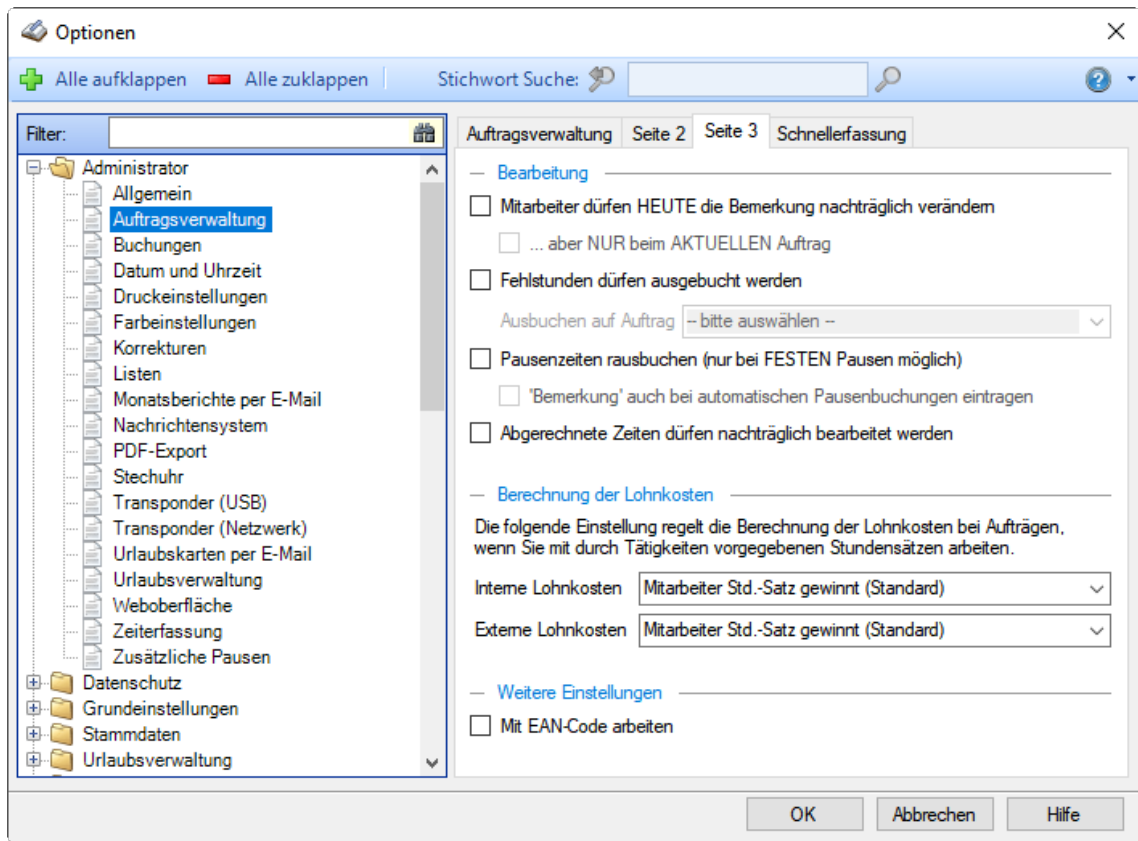 Optionen
Alle aufklappen Alle zuklappen Stichwort Suche:
Filter:
Administrator
Allgemein
Auftragsverwaltung
Buchungen
Datum und Uhrzeit
Druckeinstellungen
Farbeinstellungen
Korrekturen
Listen
Monatsberichte per E-Mail
Nachrichtensystem
PDF-Export
Stechuhr
Transponder (USB)
Transponder (Netzwerk)
Urlaubskarten per E-Mail
Urlaubsverwaltung
Weboberfläche
Zeiterfassung
Zusätzliche Pausen
Datenschutz
Grundeinstellungen
Stammdaten
Urlaubsverwaltung
Auftragsverwaltung Seite 2 Seite 3 Schnellerfassung
Bearbeitung
Mitarbeiter dürfen HEUTE die Bemerkung nachträglich verändern
... aber NUR beim AKTUELLEN Auftrag
Fehlstunden dürfen ausgebucht werden
Ausbuchen auf Auftrag -- bitte auswählen --
Pausenzeiten rausbuchen (nur bei FESTEN Pausen möglich)
'Bemerkung' auch bei automatischen Pausenbuchungen eintragen
Abgerechnete Zeiten dürfen nachträglich bearbeitet werden
Berechnung der Lohnkosten
Die folgende Einstellung regelt die Berechnung der Lohnkosten bei Aufträgen,
wenn Sie mit durch Tätigkeiten vorgegebenen Stundensätzen arbeiten.
Interne Lohnkosten Mitarbeiter Std.-Satz gewinnt (Standard)
Externe Lohnkosten Mitarbeiter Std.-Satz gewinnt (Standard)
Weitere Einstellungen
Mit EAN-Code arbeiten
OK Abbrechen Hilfe